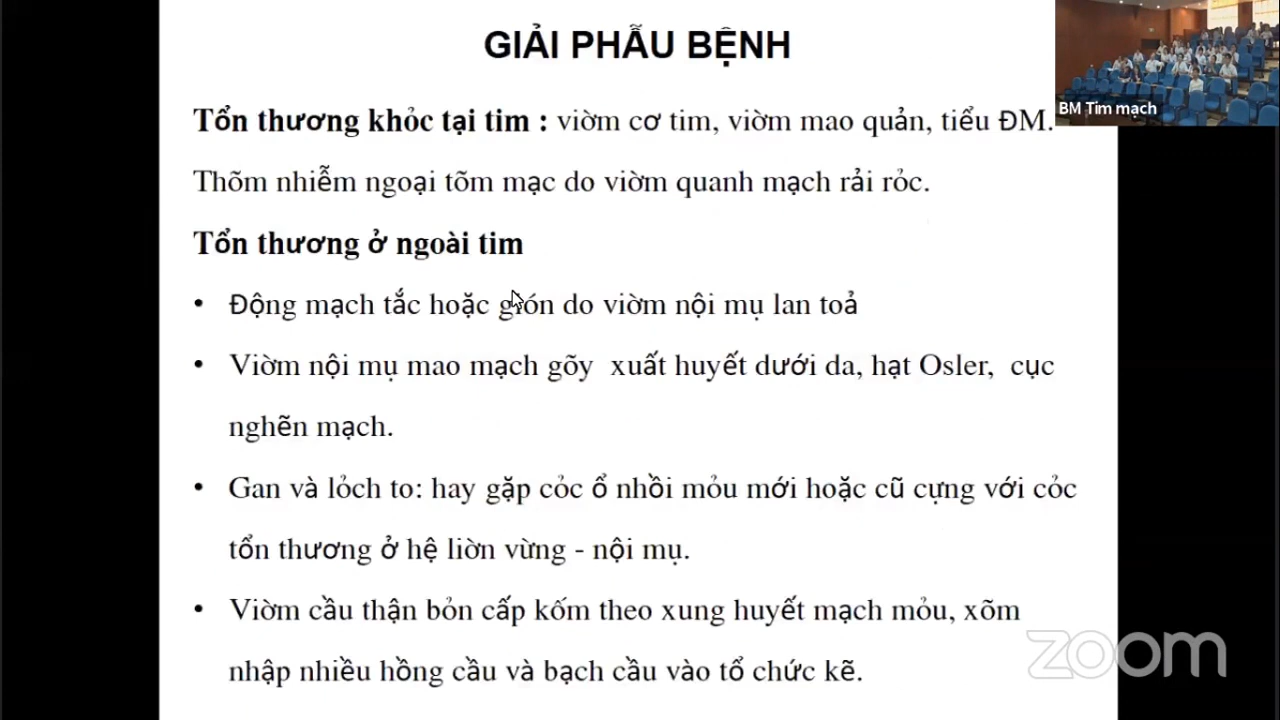 GIẢI PHẪU BỆNH
BM Tim mạch
Tổn thương khỏc tại tim : viờm cơ tim, viờm mao quản, tiểu ĐM.
Thõm nhiễm ngoại tõm mạc do viờm quanh mạch rải rỏc.
Tổn thương ở ngoài tim
• Động mạch tắc hoặc gión do viờm nội mụ lan toả
• Viờm nội mụ mao mạch gõy xuất huyết dưới da, hạt Osler, cục
nghẽn mạch.
• Gan và lỏch to: hay gặp cỏc ổ nhồi mỏu mới hoặc cũ cựng với cỏc
tổn thương ở hệ liờn vừng - nội mụ.
• Viờm cầu thận bỏn cấp kốm theo xung huyết mạch mỏu, xõm
nhập nhiều hồng cầu và bạch cầu vào tổ chức kẽ.
zoom